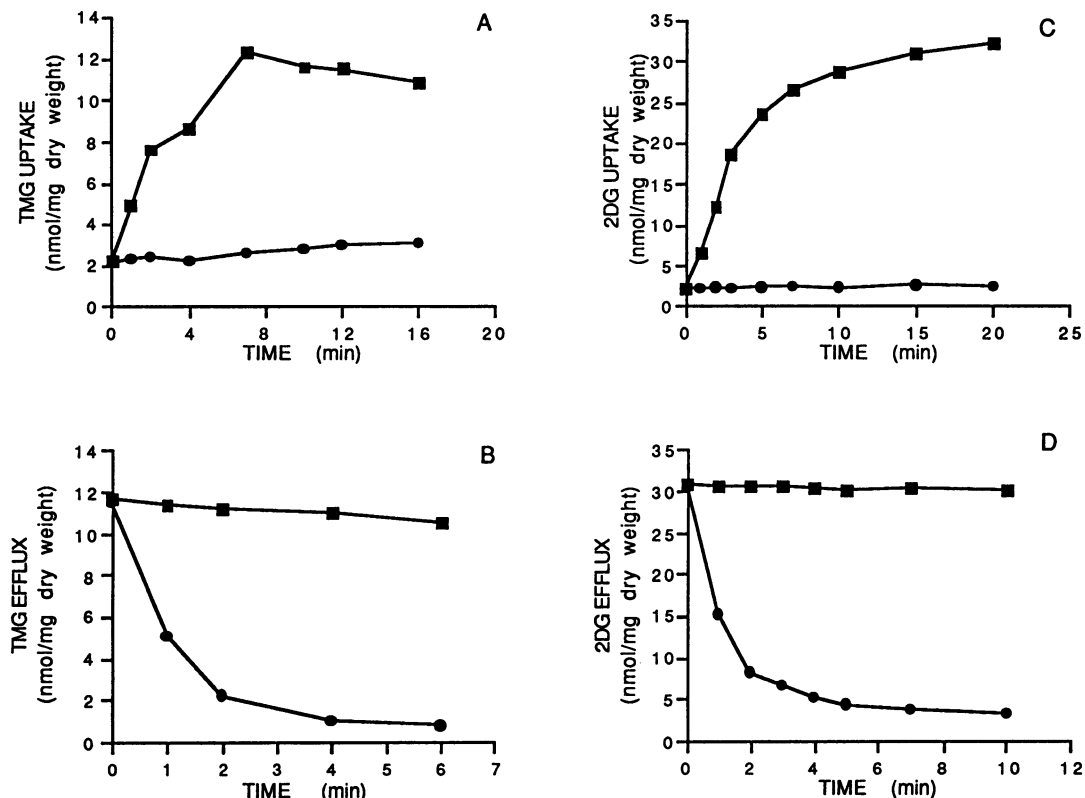 A
TMG UPTAKE
(nmol/mg dry weight)
14
12
10
8
6
4
2
0
0 4 8 12 16 20
TIME (min)
C
2DG UPTAKE
(nmol/mg dry weight)
35
30
25
20
15
10
5
0
0 5 10 15 20 25
TIME (min)
B
TMG EFFLUX
(nmol/mg dry weight)
14
12
10
8
6
4
2
0
0 1 2 3 4 5 6 7
TIME (min)
D
2DG EFFLUX
(nmol/mg dry weight)
35
30
25
20
15
10
5
0
0 2 4 6 8 10 12
TIME (min)